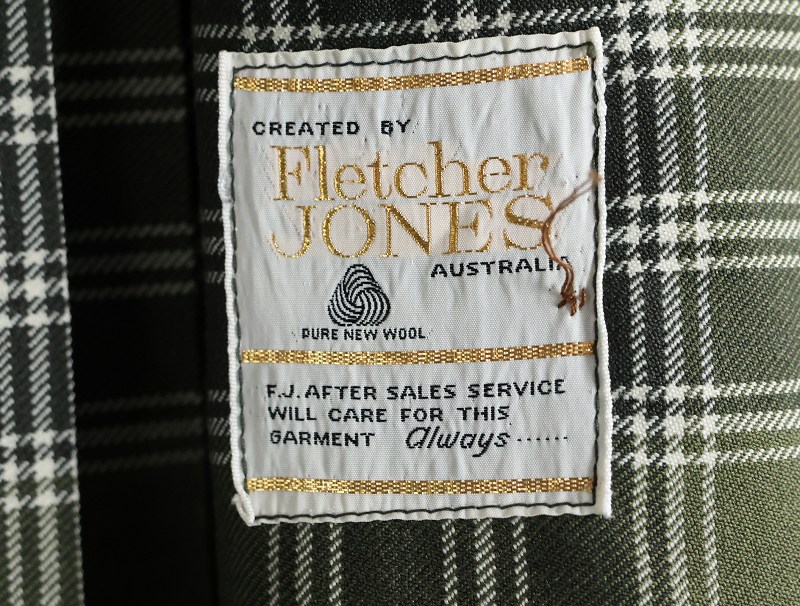 CREATED BY
Fletcher
JONES
AUSTRALIA
PURE NEW WOOL
F.J. AFTER SALES SERVICE
WILL CARE FOR THIS
GARMENT always ......